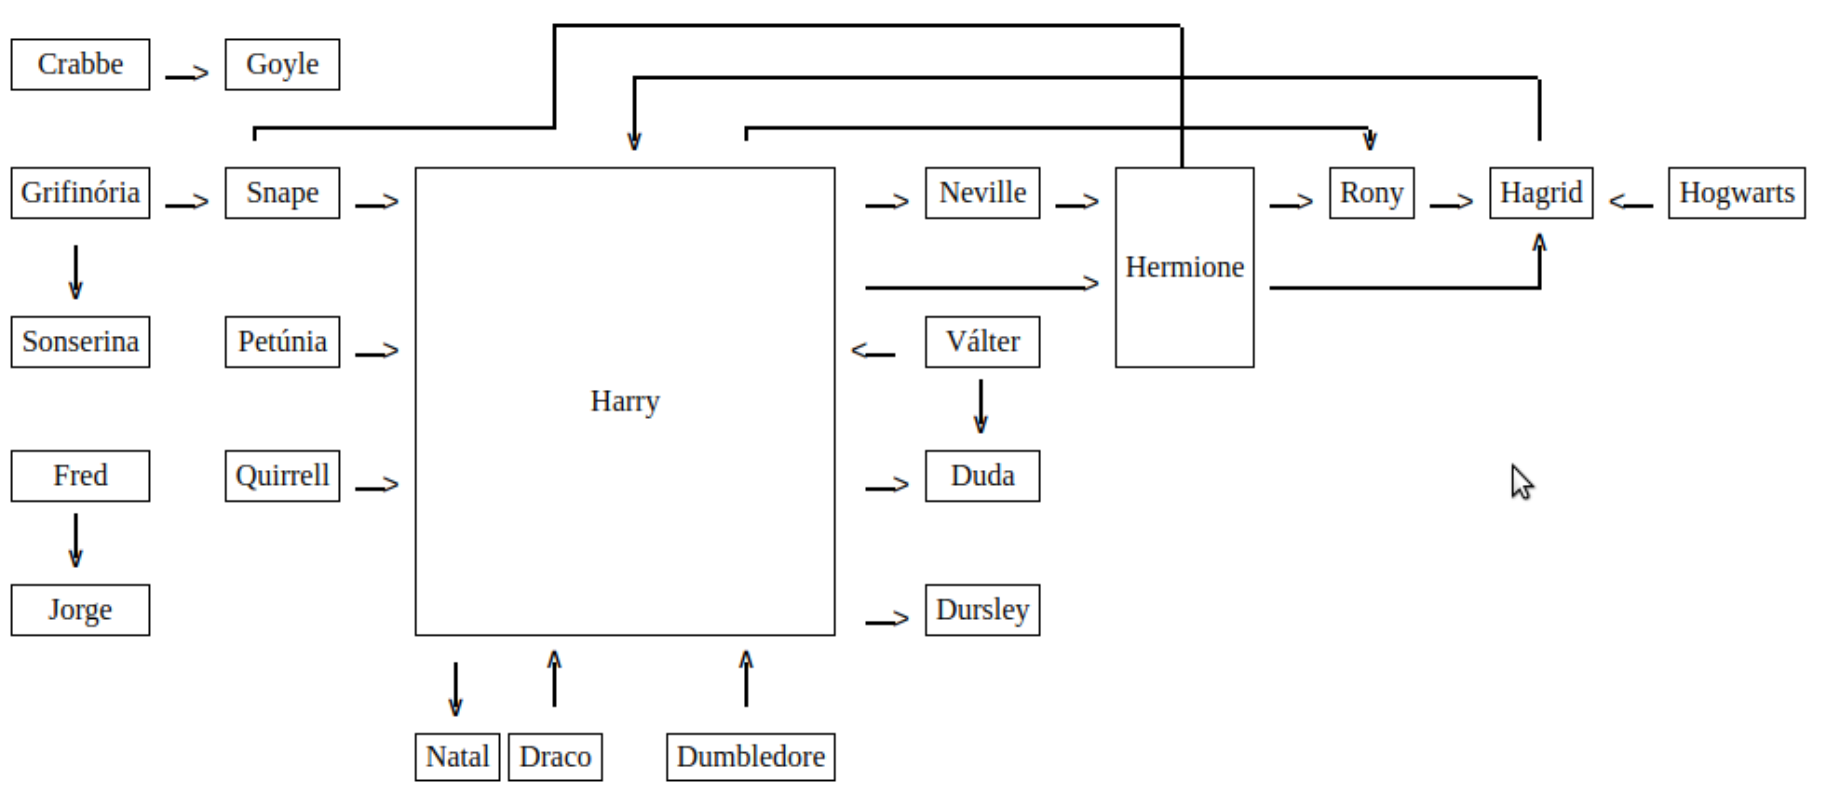 Crabbe
Goyle
Grifinória
Snape
Neville
Rony
Hagrid
Hogwarts
Hermione
Sonserina
Petúnia
Válter
Harry
Fred
Quirrell
Duda
Jorge
Dursley
Natal
Draco
Dumbledore